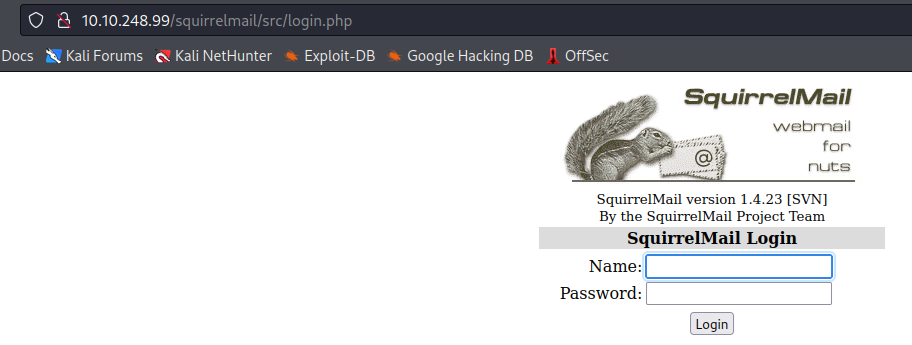 10.10.248.99/squirrelmail/src/login.php
Docs Kali Forums Kali NetHunter Exploit-DB Google Hacking DB OffSec
SquirrelMail
webmail
for
nuts
@
SquirrelMail version 1.4.23 [SVN]
By the SquirrelMail Project Team
SquirrelMail Login
Name:
Password:
Login